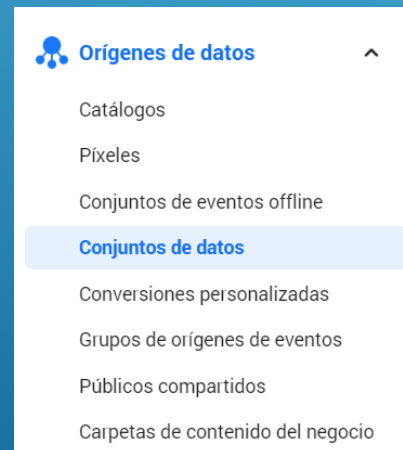 Orígenes de datos
Catálogos
Píxeles
Conjuntos de eventos offline
Conjuntos de datos
Conversiones personalizadas
Grupos de orígenes de eventos
Públicos compartidos
Carpetas de contenido del negocio